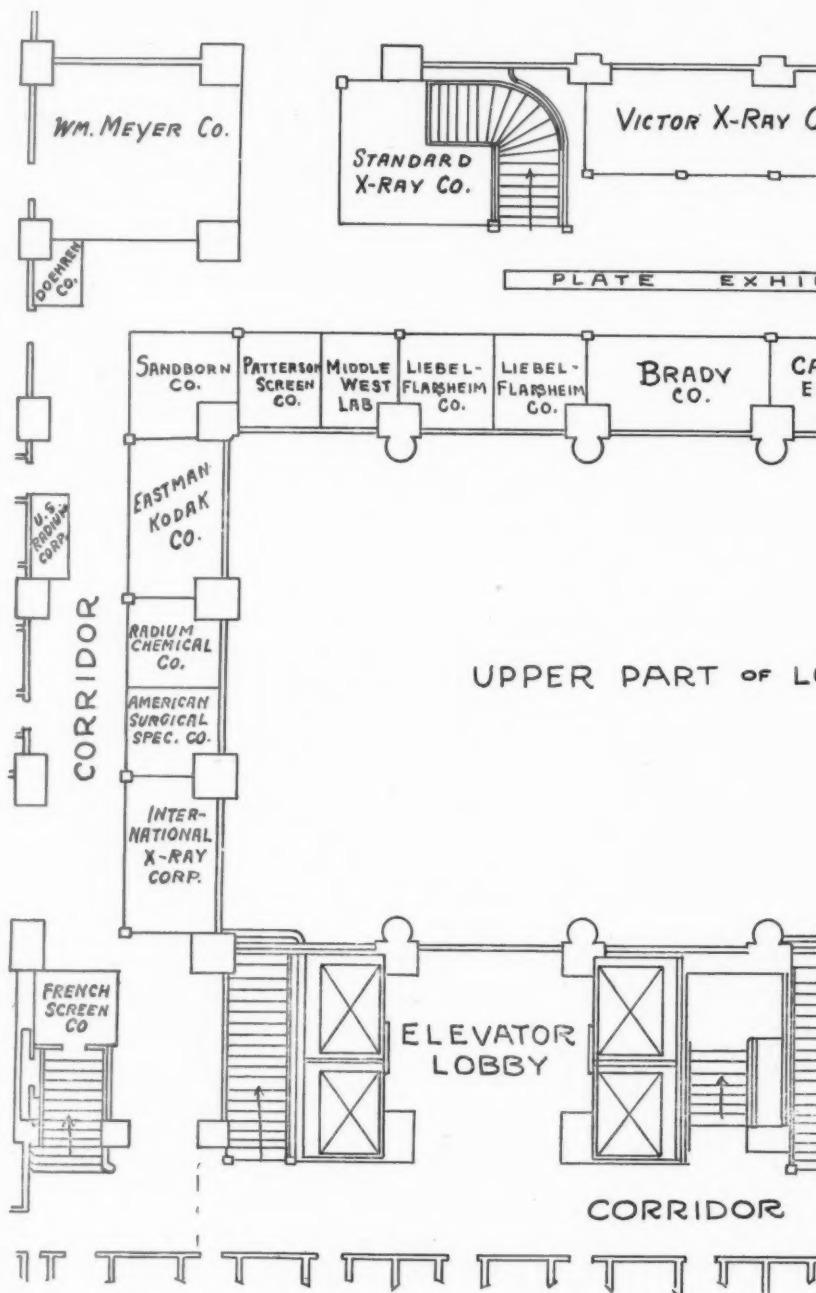 WM. MEYER CO.
STANDARD
X-RAY CO.
VICTOR X-RAY
DOEHREN
CO.
PLATE EXHI
SANDBORN
CO.
PATTERSON
SCREEN
CO.
MIDDLE
WEST
LAB
LIEBEL-
FLARSHEIM
CO.
LIEBEL-
FLARSHEIM
CO.
BRADY
CO.
CA
E
EASTMAN
KODAK
CO.
U.S.
RADIUM
CORP.
CORRIDOR
RADIUM
CHEMICAL
CO.
UPPER PART OF LO
AMERICAN
SURGICAL
SPEC. CO.
INTER-
NATIONAL
X-RAY
CORP.
FRENCH
SCREEN
CO
ELEVATOR
LOBBY
CORRIDOR